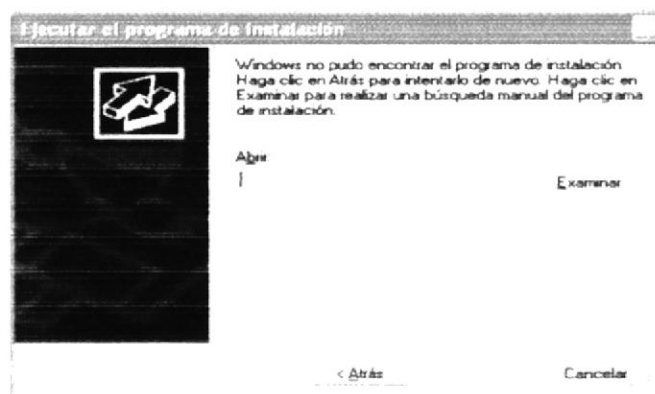 Ejecutar el programa de instalación
Windows no pudo encontrar el programa de instalación.
Haga clic en Atrás para intentarlo de nuevo. Haga clic en
Examinar para realizar una búsqueda manual del programa
de instalación.
Abrir:
Examinar
< Atrás
Cancelar